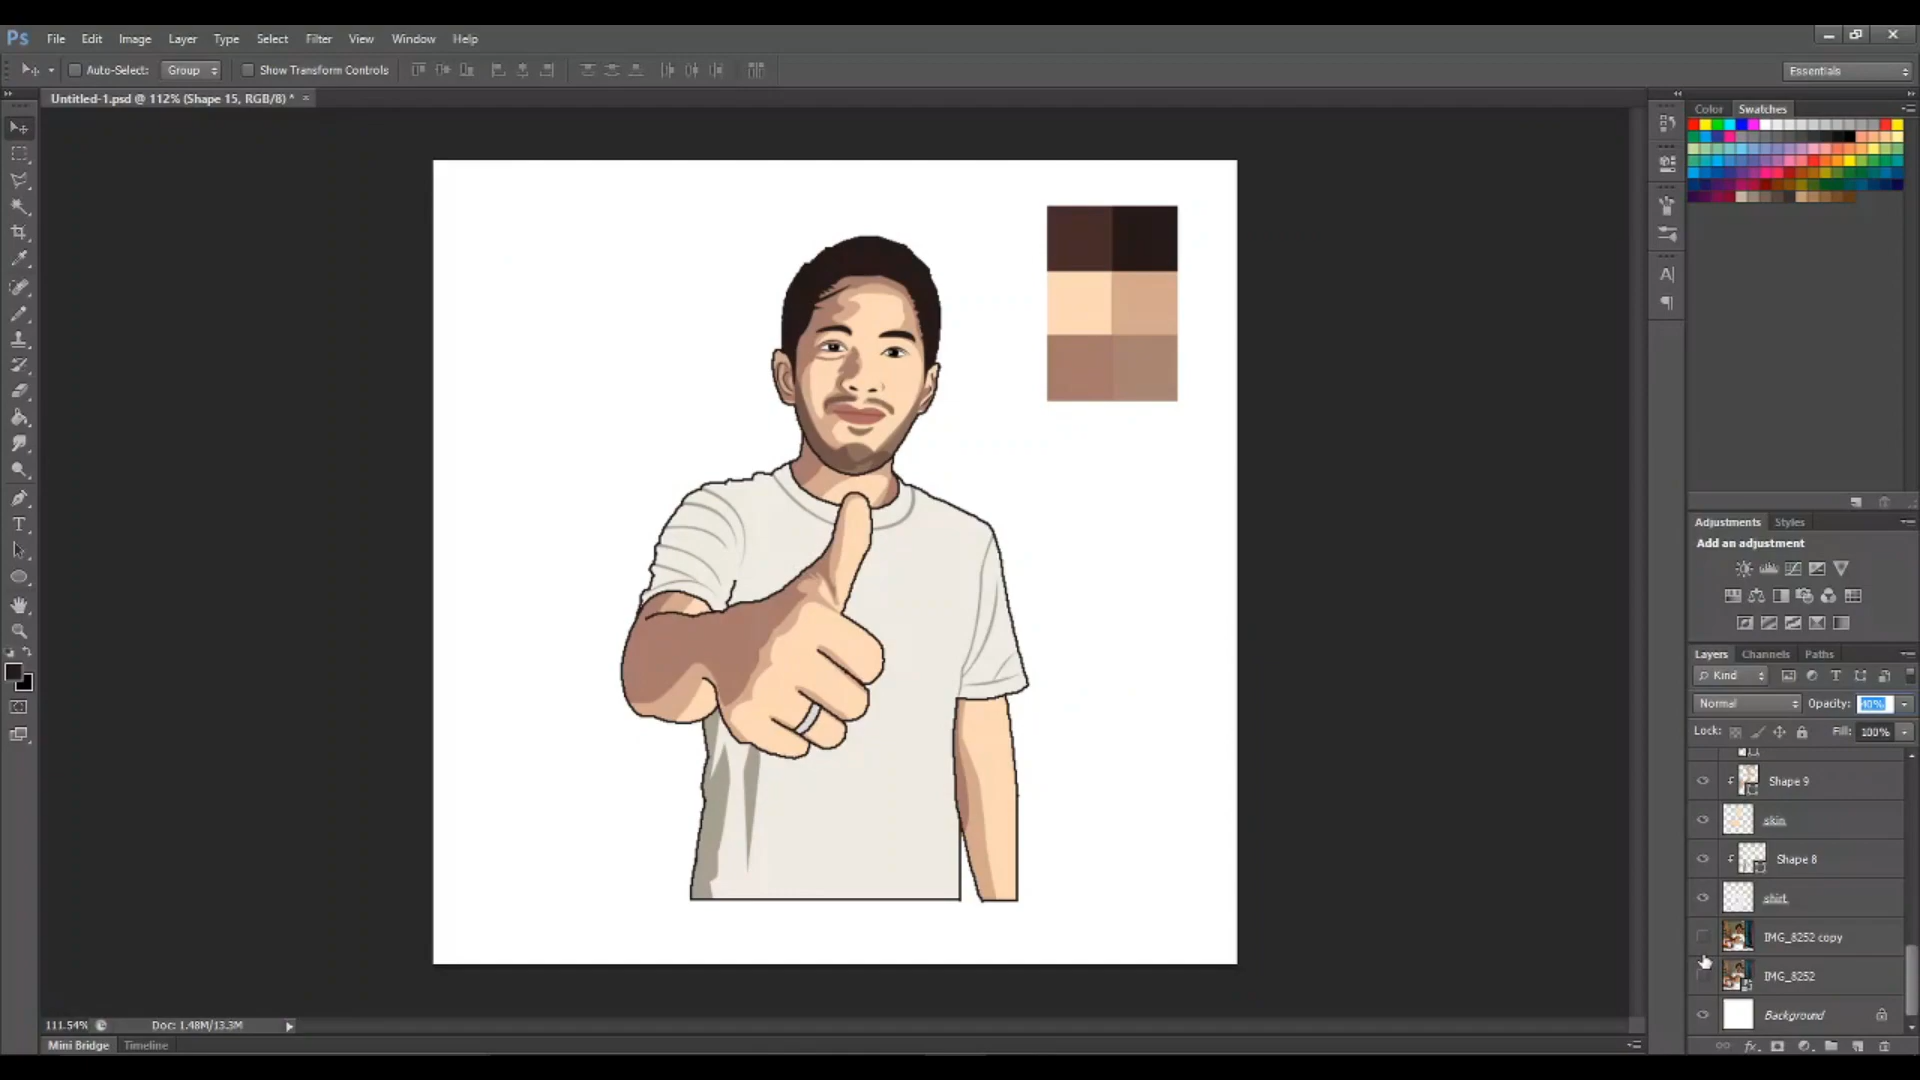 Ps File Edit Image Layer Type Select Filter View Window Help
Auto-Select: Group Show Transform Controls Essentials
Untitled-1.psd @ 112% (Shape 15, RGB/8) * ×
Color Swatches
Adjustments Styles
Add an adjustment
Layers Channels Paths
Kind
Normal Opacity: 40%
Lock: Fill: 100%
Shape 9
skin
Shape 8
shirt
IMG_8252 copy
IMG_8252
Background
111.54% Doc: 1.48M/13.3M
Mini Bridge Timeline